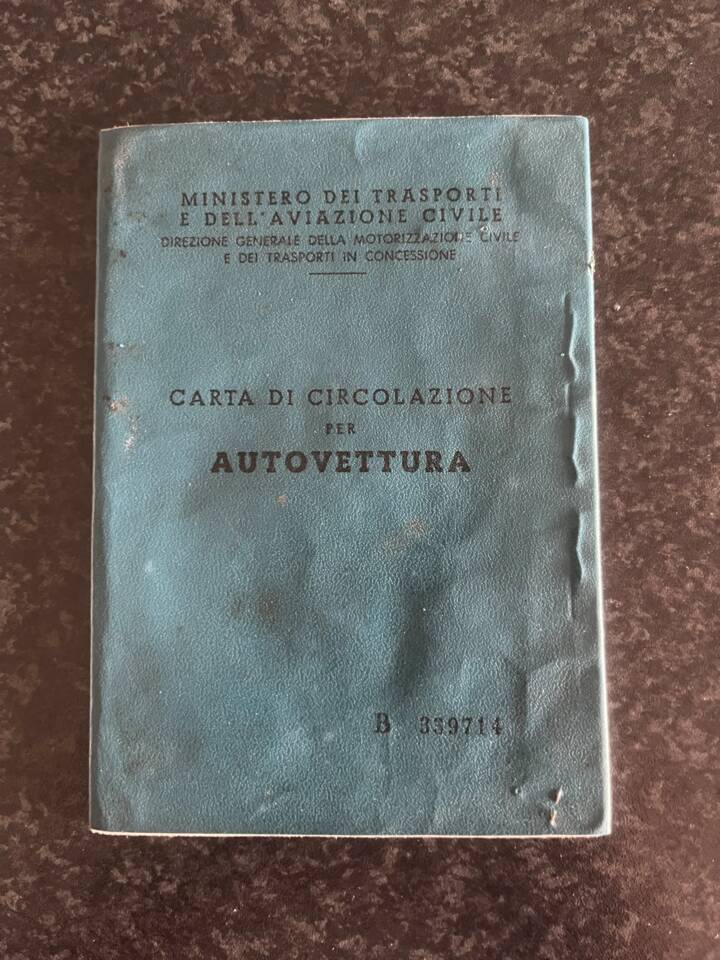 MINISTERO DEI TRASPORTI
E DELL'AVIAZIONE CIVILE
DIREZIONE GENERALE DELLA MOTORIZZAZIONE CIVILE
E DEI TRASPORTI IN CONCESSIONE
CARTA DI CIRCOLAZIONE
PER
AUTOVETTURA
B 339714